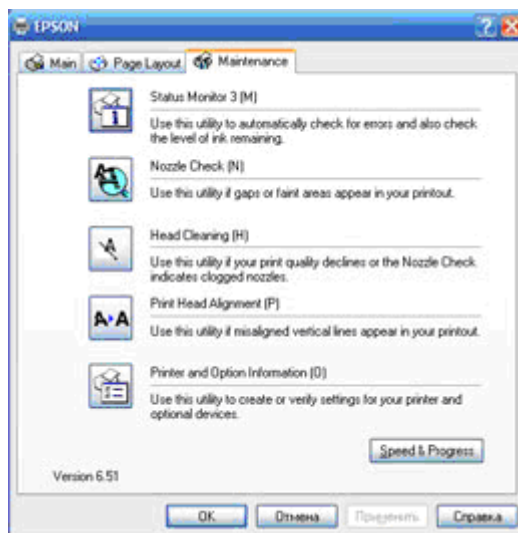 EPSON
Main Page Layout Maintenance
Status Monitor 3 (M)
Use this utility to automatically check for errors and also check
the level of ink remaining.
Nozzle Check (N)
Use this utility if gaps or faint areas appear in your printout.
Head Cleaning (H)
Use this utility if your print quality declines or the Nozzle Check
indicates clogged nozzles.
Print Head Alignment (P)
Use this utility if misaligned vertical lines appear in your printout.
Printer and Option Information (O)
Use this utility to create or verify settings for your printer and
optional devices.
Speed & Progress
Version 6.51
OK Отмена Применить Справка